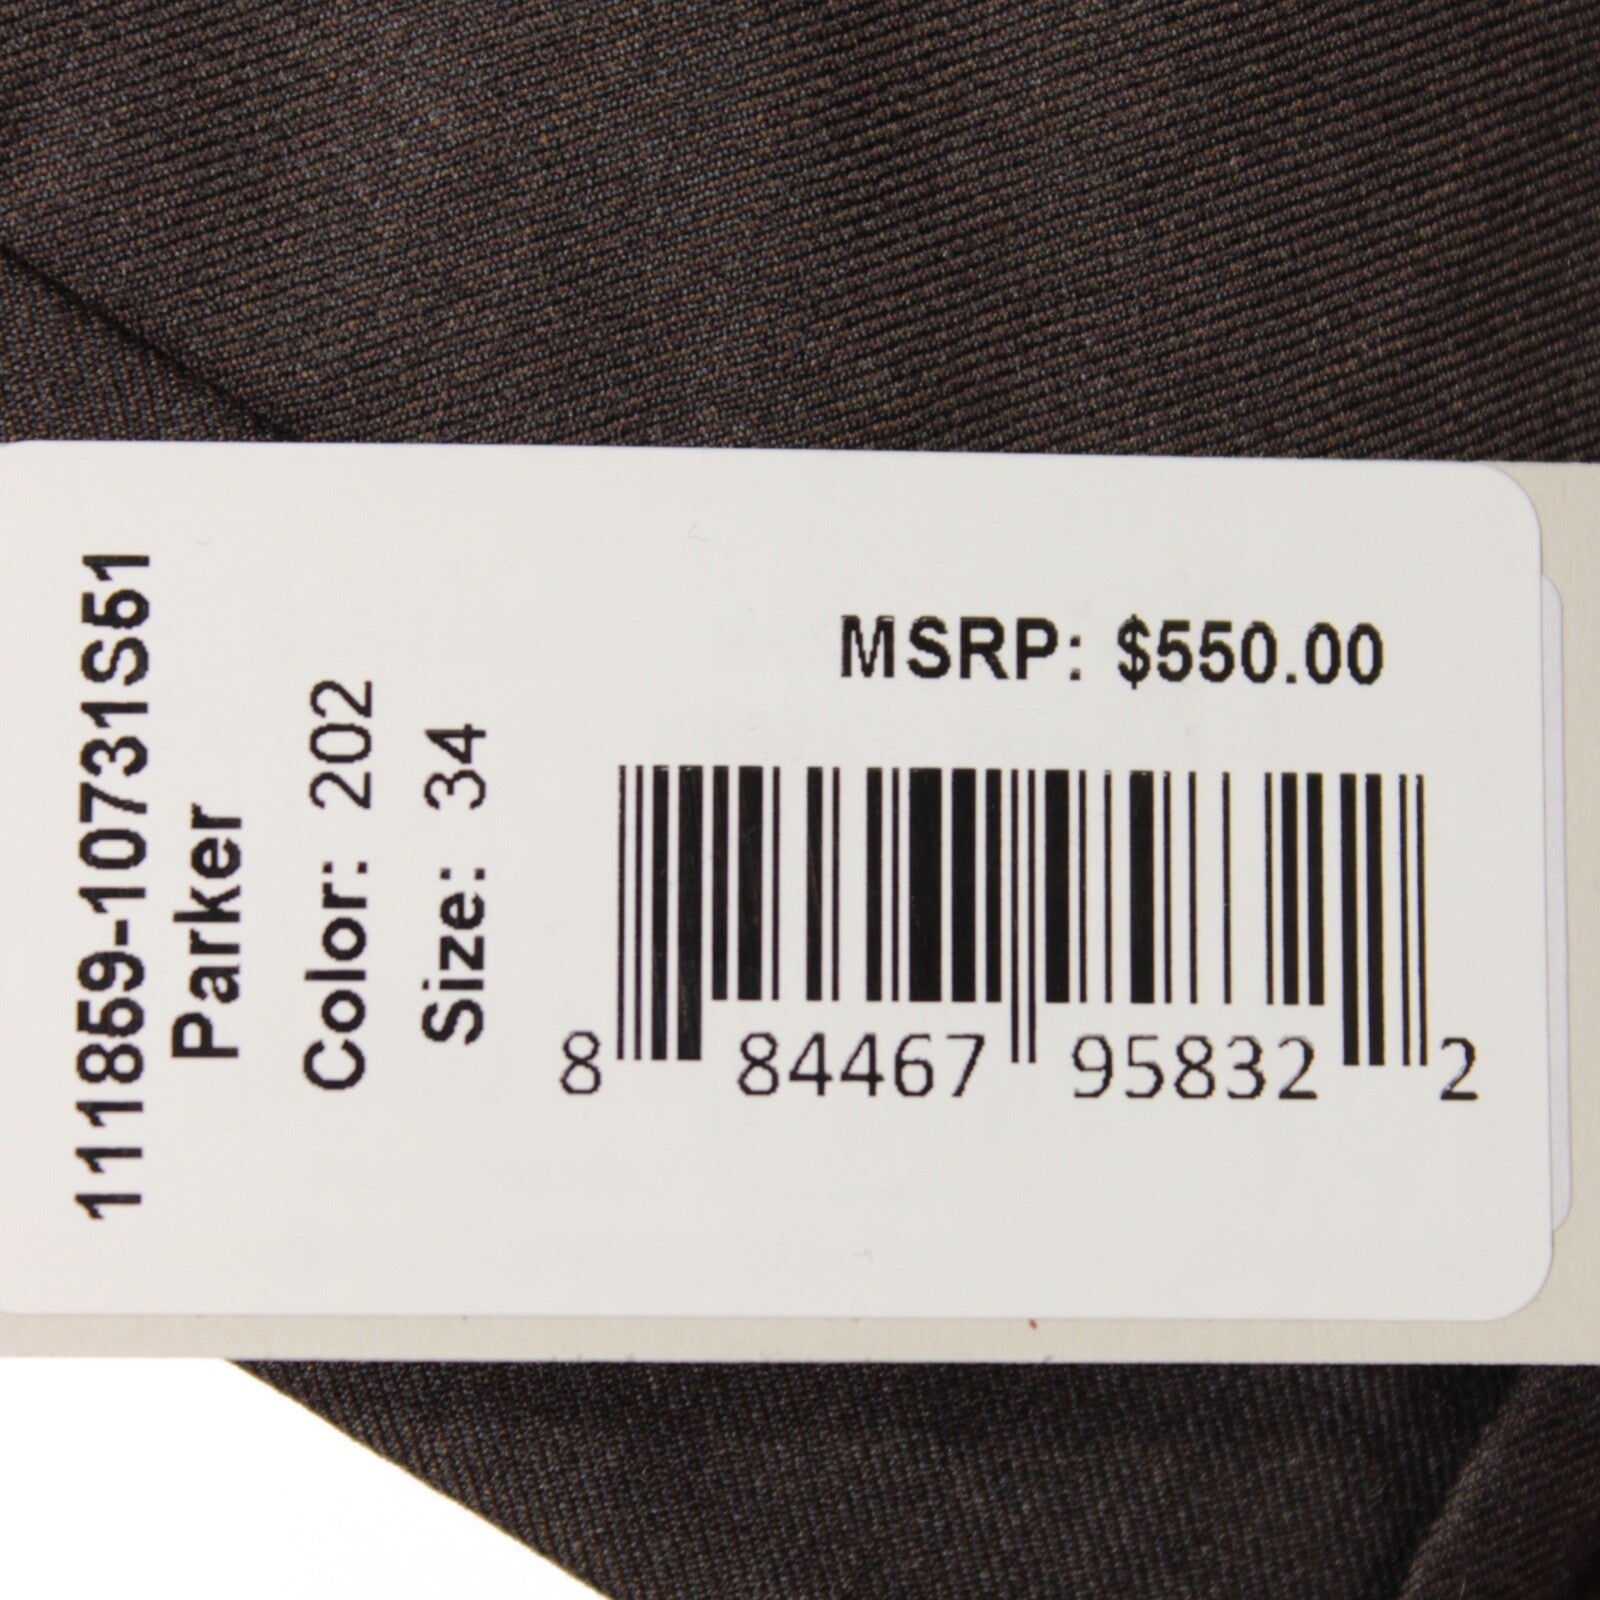 111859-10731S51
Parker
Color: 202
Size: 34
MSRP: $550.00
8 84467 95832 2